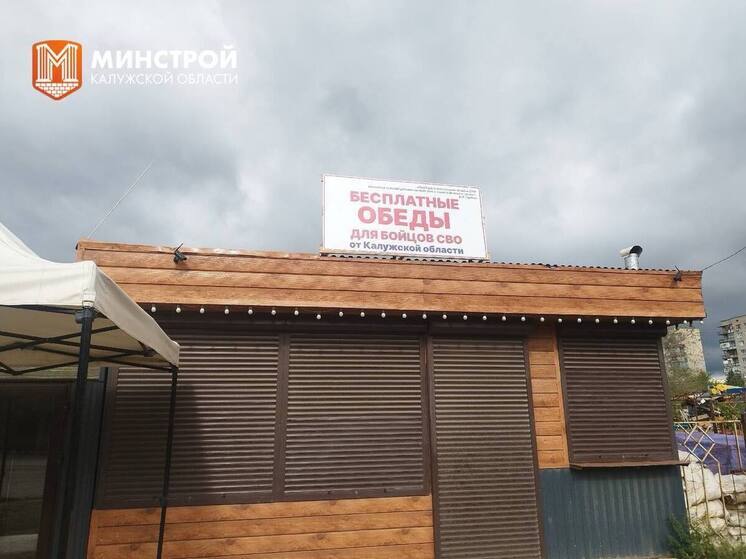 МИНСТРОЙ
КАЛУЖСКОЙ ОБЛАСТИ
БЕСПЛАТНЫЕ
ОБЕДЫ
ДЛЯ БОЙЦОВ СВО
от Калужской области